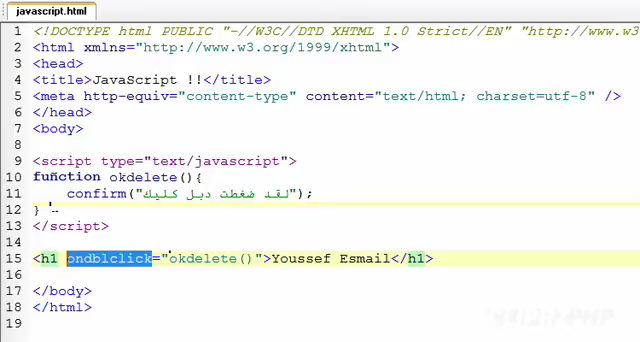 javascript.html
1 <!DOCTYPE html PUBLIC "-//W3C//DTD XHTML 1.0 Strict//EN" "http://www.w3
2 <html xmlns="http://www.w3.org/1999/xhtml">
3 <head>
4 <title>JavaScript !!</title>
5 <meta http-equiv="content-type" content="text/html; charset=utf-8" />
6 </head>
7 <body>
8
9 <script type="text/javascript">
10 function okdelete(){
11 confirm("لقد ضغطت دبل كليك");
12 }
13 </script>
14
15 <h1 ondblclick="okdelete()">Youssef Esmail</h1>
16
17 </body>
18 </html>
19